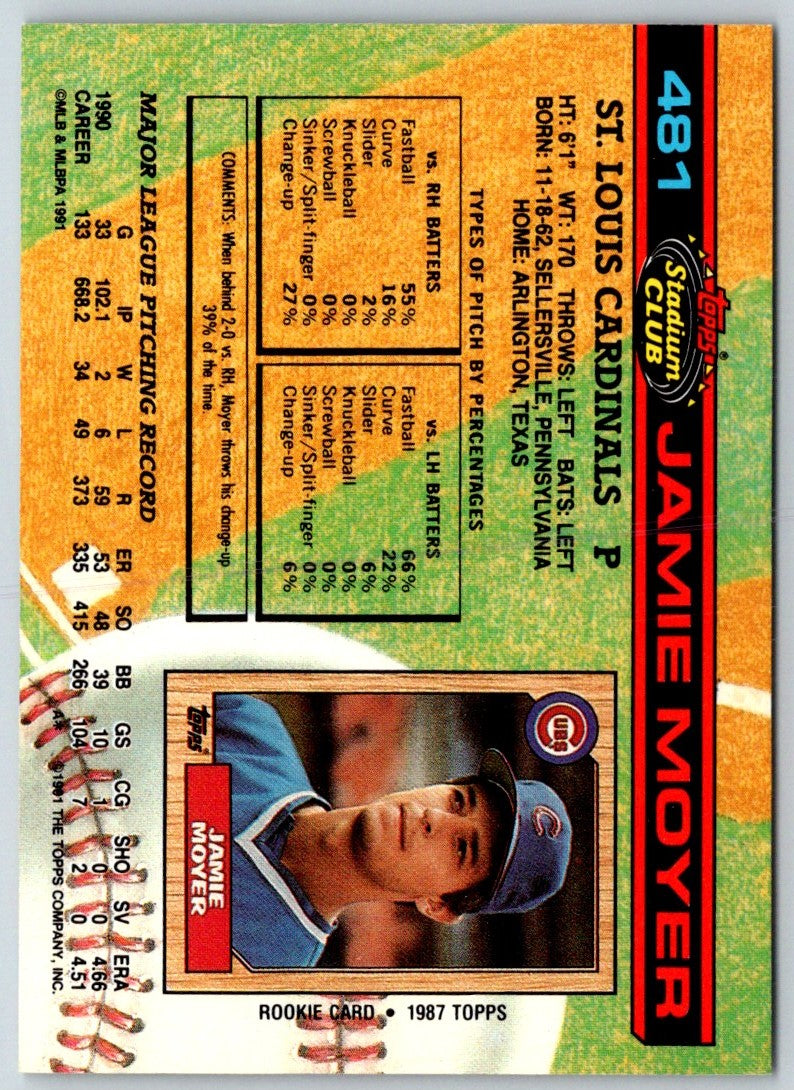 481 Topps® Stadium CLUB JAMIE MOYER
ST. LOUIS CARDINALS P
HT: 6'1" WT: 170 THROWS: LEFT BATS: LEFT
BORN: 11-18-62, SELLERSVILLE, PENNSYLVANIA
HOME: ARLINGTON, TEXAS
TYPES OF PITCH BY PERCENTAGES
vs. RH BATTERS
Fastball 55%
Curve 16%
Slider 2%
Knuckleball 0%
Screwball 0%
Sinker/Split-finger 0%
Change-up 27%
vs. LH BATTERS
Fastball 66%
Curve 22%
Slider 6%
Knuckleball 0%
Screwball 0%
Sinker/Split-finger 0%
Change-up 6%
COMMENTS: When behind 2-0 vs. RH, Moyer throws his change-up
39% of the time.
CUBS
C
Topps
JAMIE
MOYER
ROOKIE CARD • 1987 TOPPS
MAJOR LEAGUE PITCHING RECORD
G IP W L R ER SO BB GS CG SHO SV ERA
1990 33 102.1 2 6 59 53 48 39 10 1 0 0 4.66
CAREER 133 668.2 34 49 373 335 415 266 104 7 2 0 4.51
©MLB & MLBPA 1991 A* ©1991 THE TOPPS COMPANY, INC.